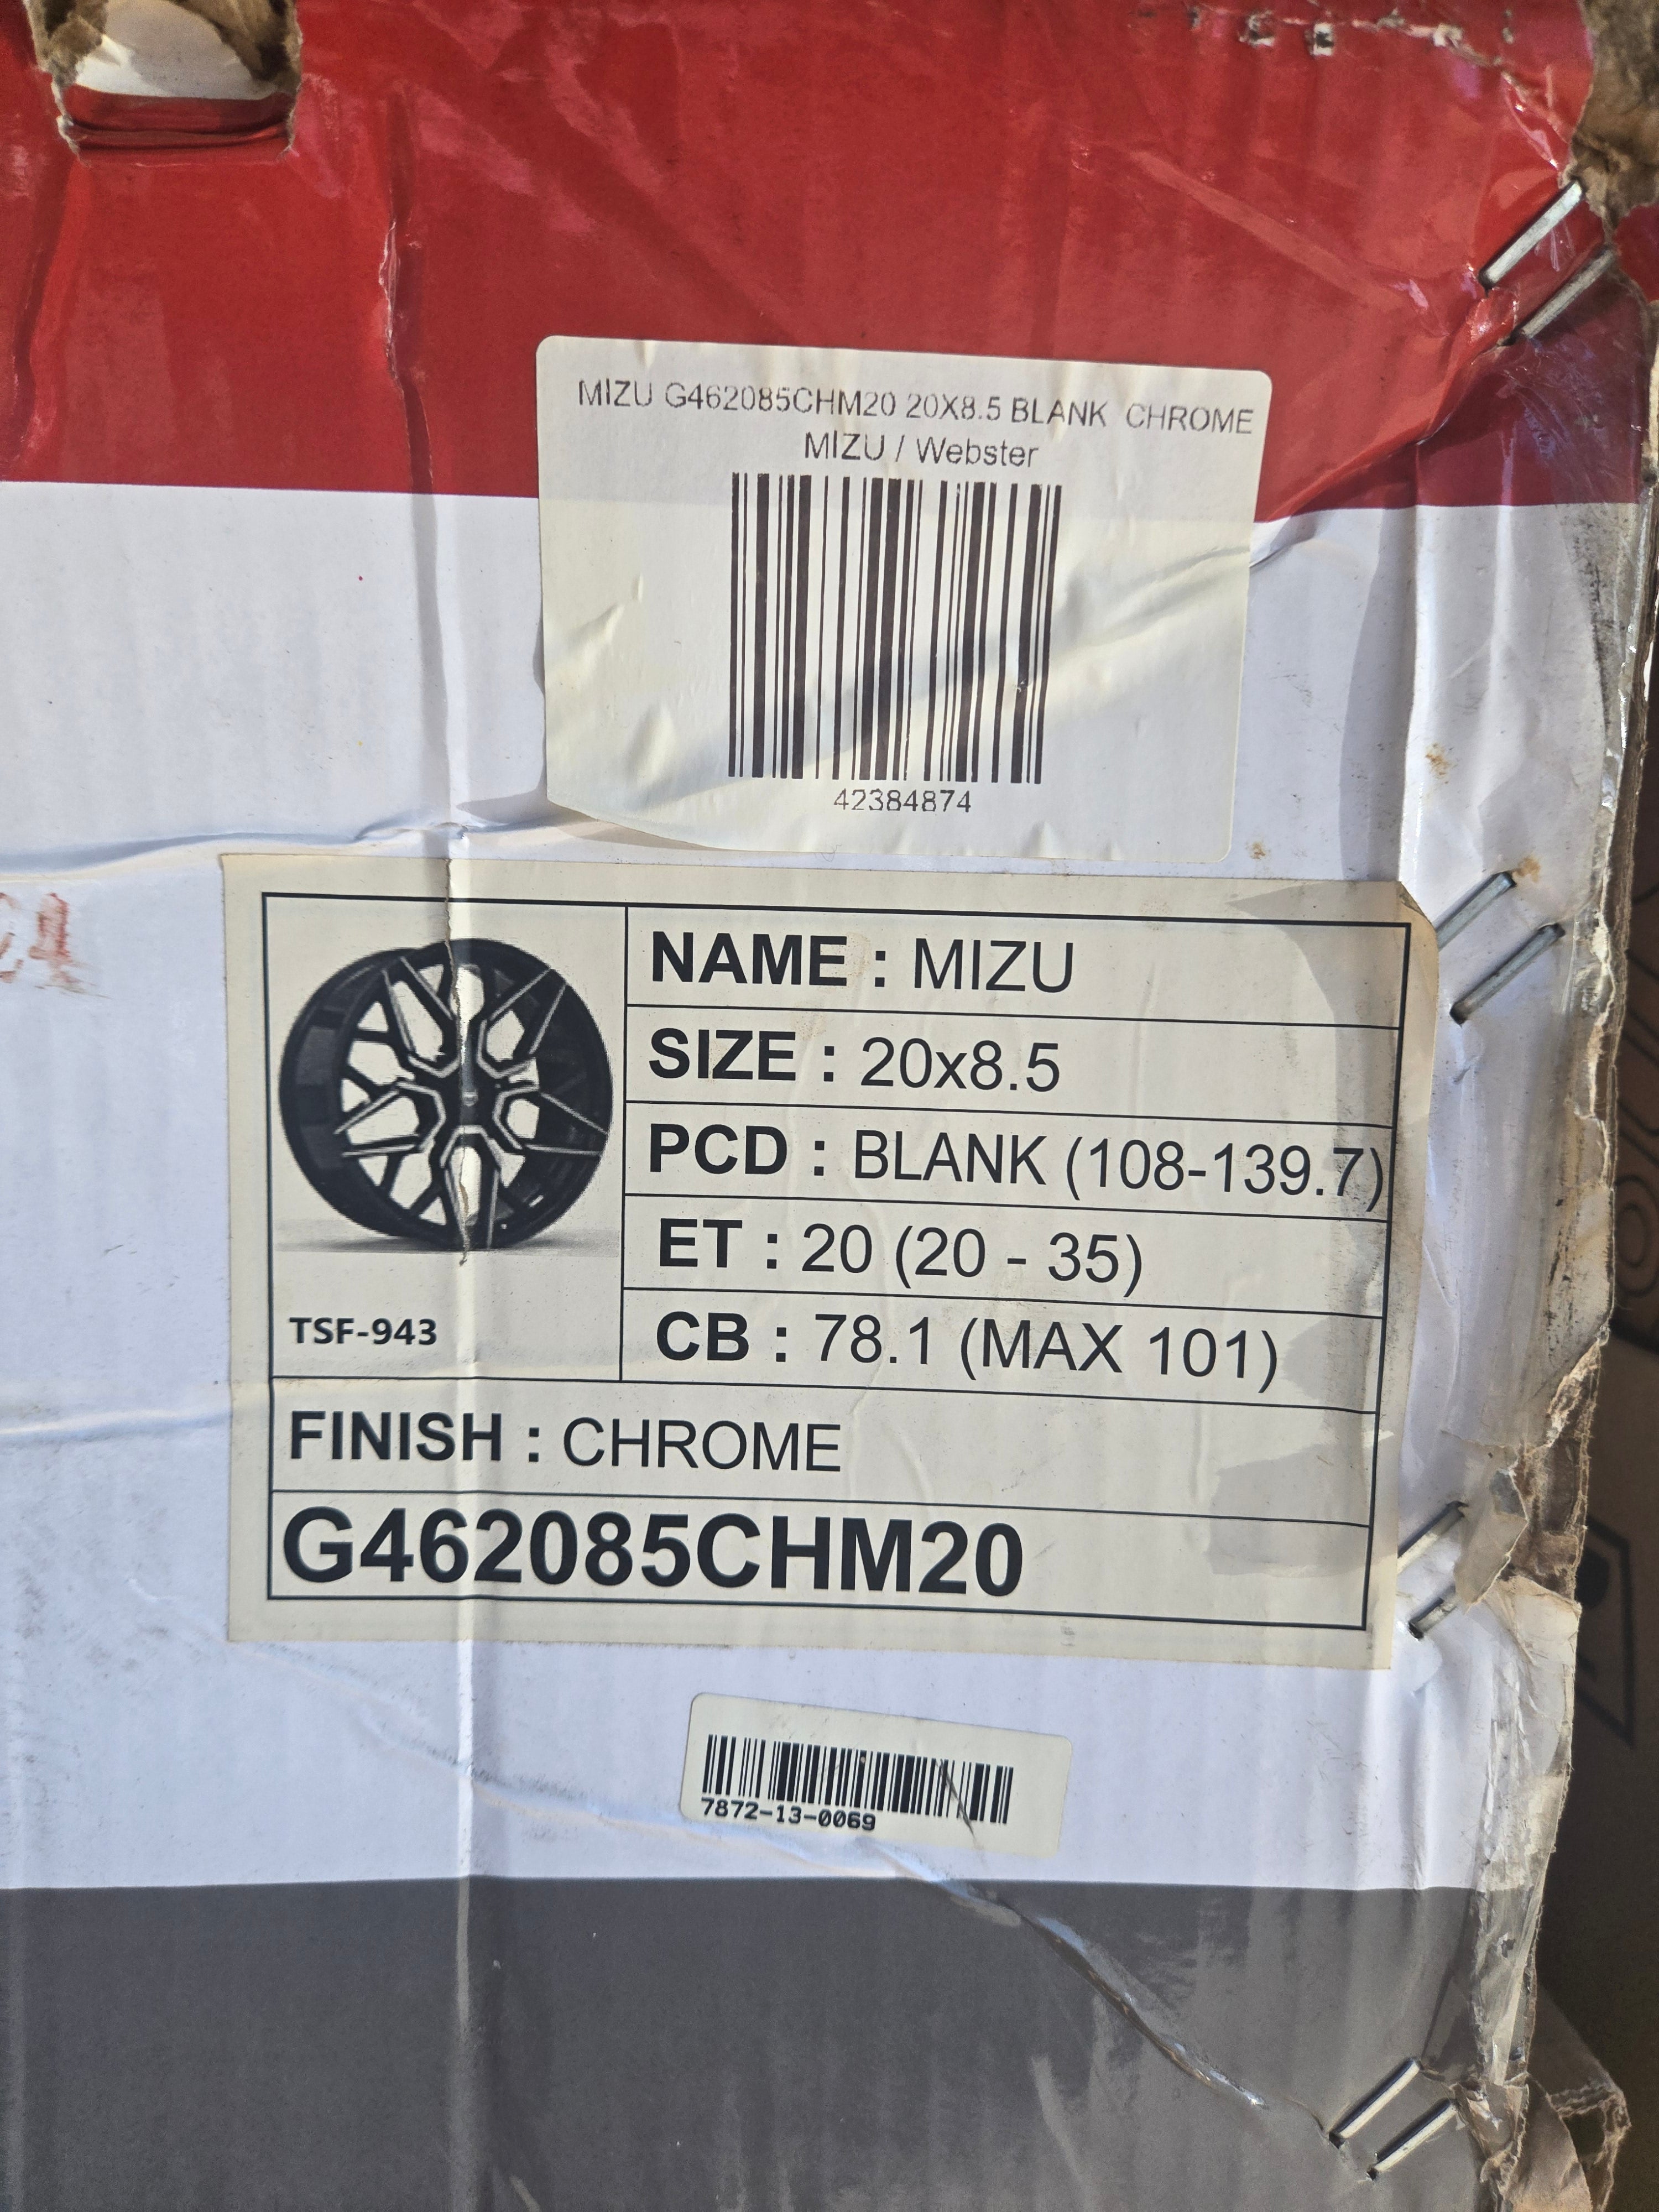 MIZU G462085CHM20 20X8.5 BLANK CHROME
MIZU / Webster
42384874
NAME : MIZU
SIZE : 20x8.5
PCD : BLANK (108-139.7)
ET : 20 (20 - 35)
CB : 78.1 (MAX 101)
TSF-943
FINISH : CHROME
G462085CHM20
7872-13-0069